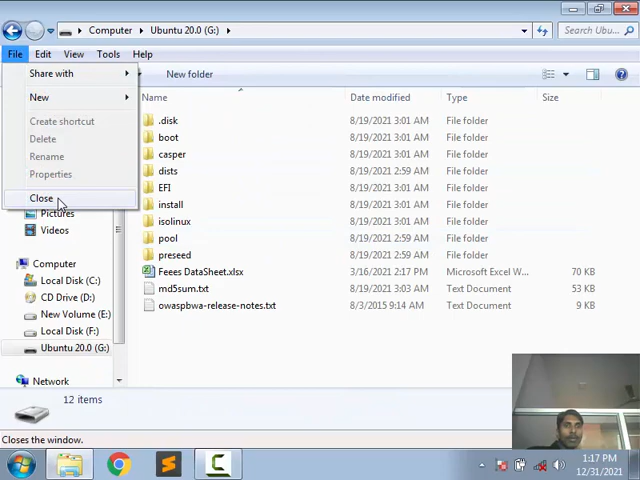 Computer ▸ Ubuntu 20.0 (G:) ▸
File Edit View Tools Help
New folder
Share with
New
Create shortcut
Delete
Rename
Properties
Close
Pictures
Videos
Computer
Local Disk (C:)
CD Drive (D:)
New Volume (E:)
Local Disk (F:)
Ubuntu 20.0 (G:)
Network
Name Date modified Type Size
.disk 8/19/2021 3:01 AM File folder
boot 8/19/2021 3:01 AM File folder
casper 8/19/2021 3:01 AM File folder
dists 8/19/2021 2:59 AM File folder
EFI 8/19/2021 3:01 AM File folder
install 8/19/2021 3:01 AM File folder
isolinux 8/19/2021 3:01 AM File folder
pool 8/19/2021 2:59 AM File folder
preseed 8/19/2021 2:59 AM File folder
Feees DataSheet.xlsx 3/16/2021 2:17 PM Microsoft Excel W... 70 KB
md5sum.txt 8/19/2021 3:03 AM Text Document 53 KB
owaspbwa-release-notes.txt 8/3/2015 9:14 AM Text Document 9 KB
12 items
Closes the window.
1:17 PM
12/31/2021